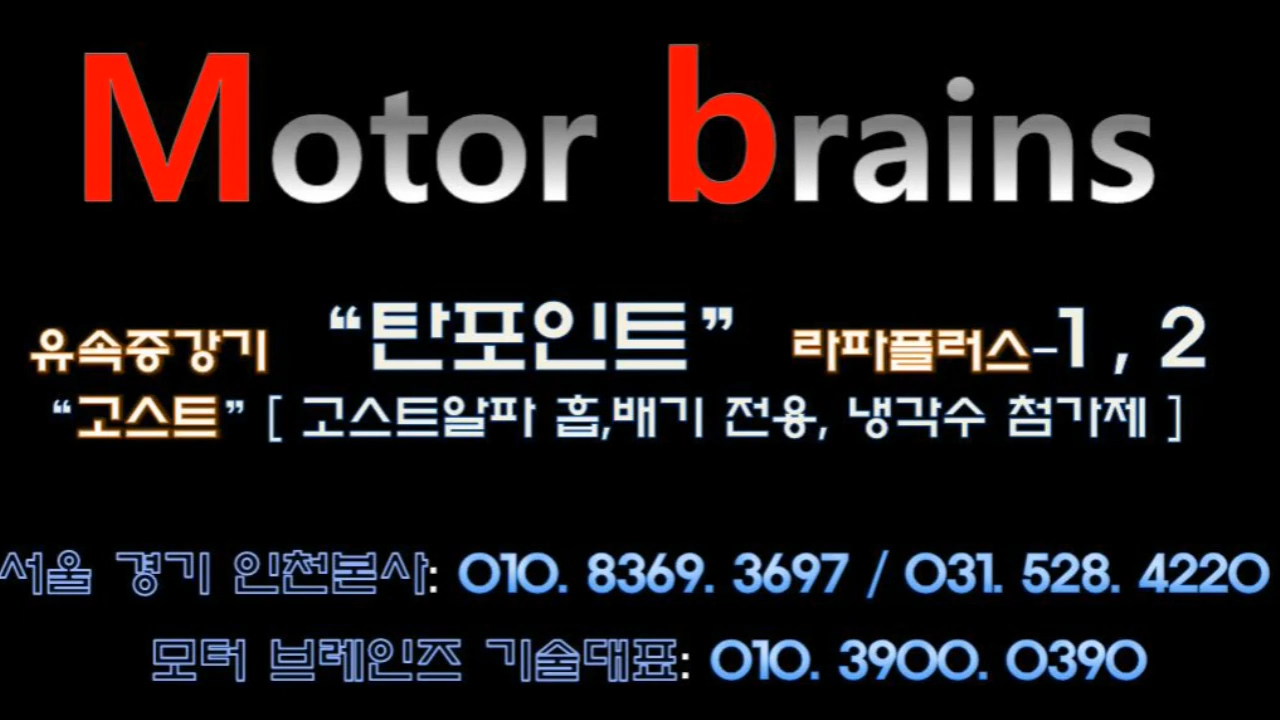 Motor brains
유속증강기 “탄포인트” 라파플러스-1 , 2
“고스트” [ 고스트알파 흡,배기 전용, 냉각수 첨가제 ]
서울 경기 인천본사: 010. 8369. 3697 / 031. 528. 4220
모터 브레인즈 기술대표: 010. 3900. 0390